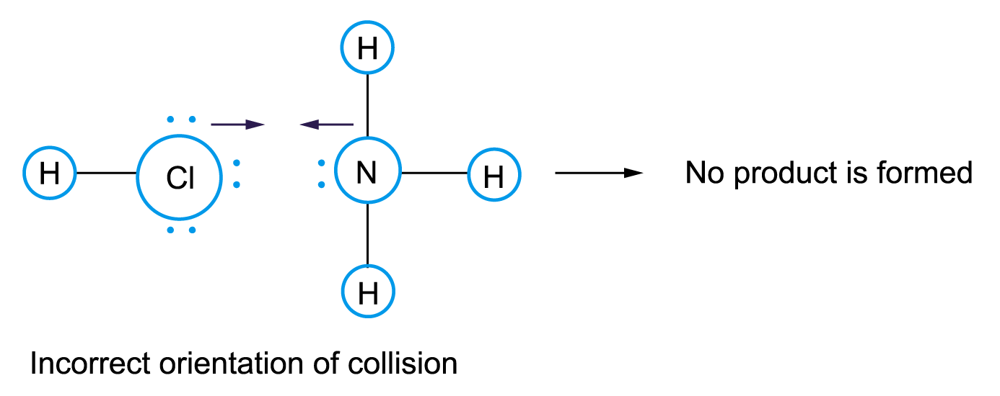 H
H Cl N H No product is formed
H
Incorrect orientation of collision